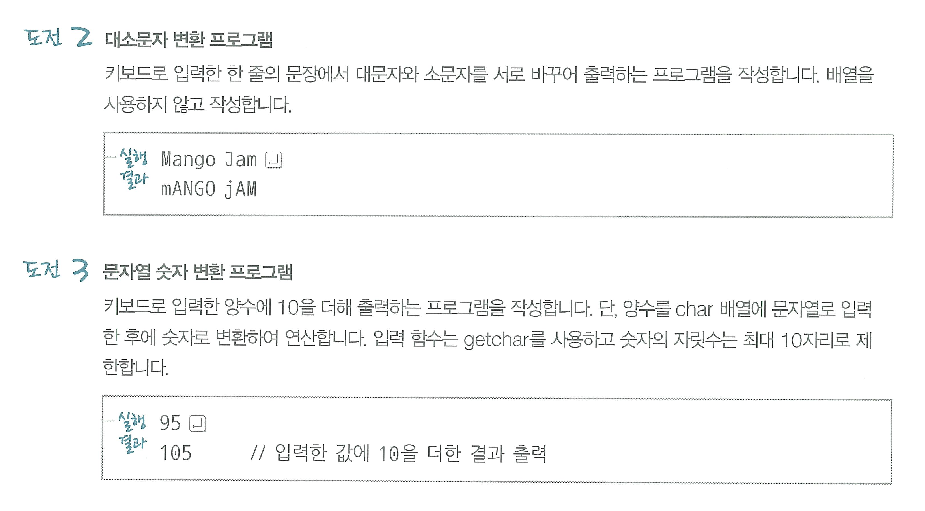 도전 2 대소문자 변환 프로그램
키보드로 입력한 한 줄의 문장에서 대문자와 소문자를 서로 바꾸어 출력하는 프로그램을 작성합니다. 배열을
사용하지 않고 작성합니다.
실행 Mango Jam ↵
결과 mANGO jAM
도전 3 문자열 숫자 변환 프로그램
키보드로 입력한 양수에 10을 더해 출력하는 프로그램을 작성합니다. 단, 양수를 char 배열에 문자열로 입력
한 후에 숫자로 변환하여 연산합니다. 입력 함수는 getchar를 사용하고 숫자의 자릿수는 최대 10자리로 제
한합니다.
실행 95 ↵
결과 105 // 입력한 값에 10을 더한 결과 출력